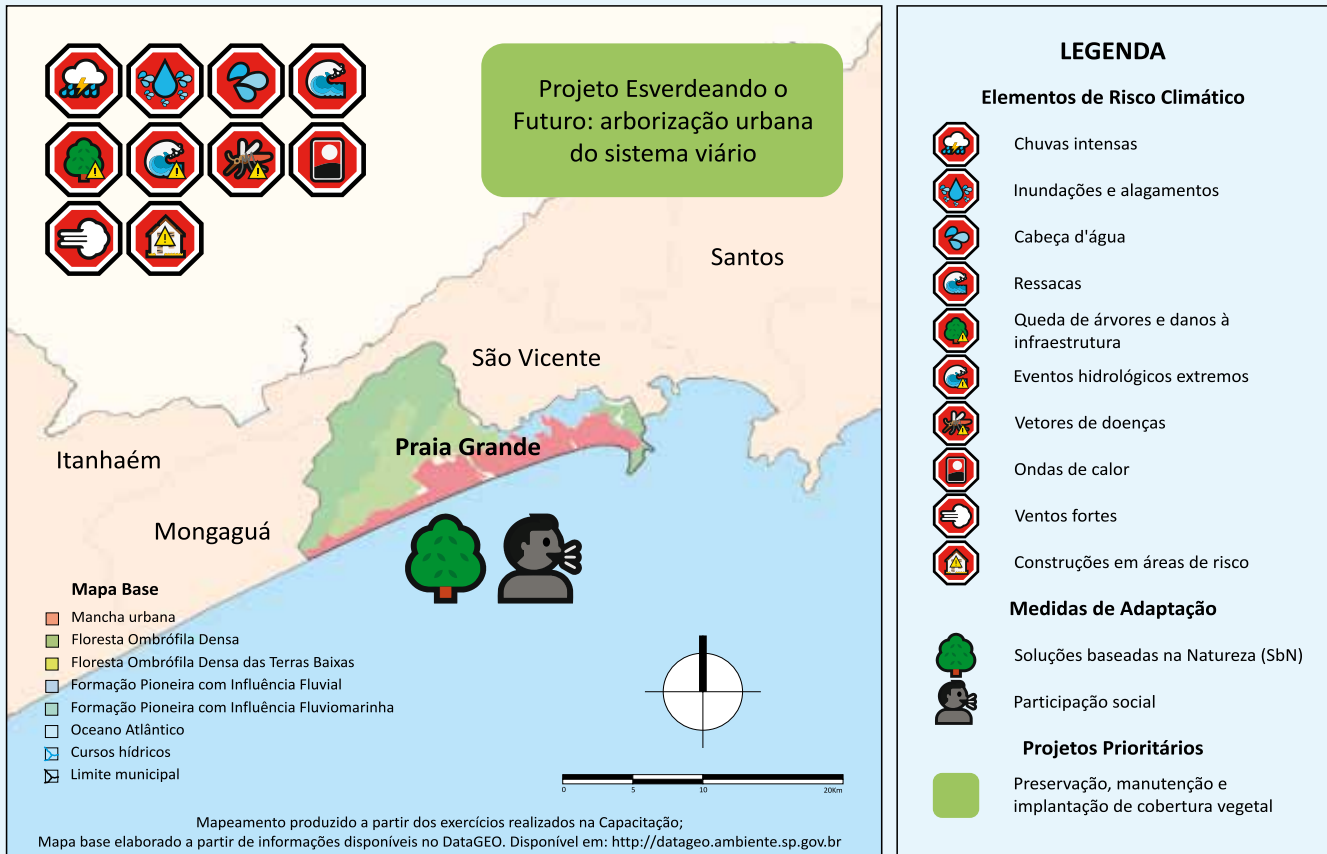 Projeto Esverdeando o
Futuro: arborização urbana
do sistema viário
Santos
São Vicente
Praia Grande
Itanhaém
Mongaguá
Mapa Base
Mancha urbana
Floresta Ombrófila Densa
Floresta Ombrófila Densa das Terras Baixas
Formação Pioneira com Influência Fluvial
Formação Pioneira com Influência Fluviomarinha
Oceano Atlântico
Cursos hídricos
Limite municipal
0 5 10 20Km
Mapeamento produzido a partir dos exercícios realizados na Capacitação;
Mapa base elaborado a partir de informações disponíveis no DataGEO. Disponível em: http://datageo.ambiente.sp.gov.br
LEGENDA
Elementos de Risco Climático
Chuvas intensas
Inundações e alagamentos
Cabeça d'água
Ressacas
Queda de árvores e danos à
infraestrutura
Eventos hidrológicos extremos
Vetores de doenças
Ondas de calor
Ventos fortes
Construções em áreas de risco
Medidas de Adaptação
Soluções baseadas na Natureza (SbN)
Participação social
Projetos Prioritários
Preservação, manutenção e
implantação de cobertura vegetal